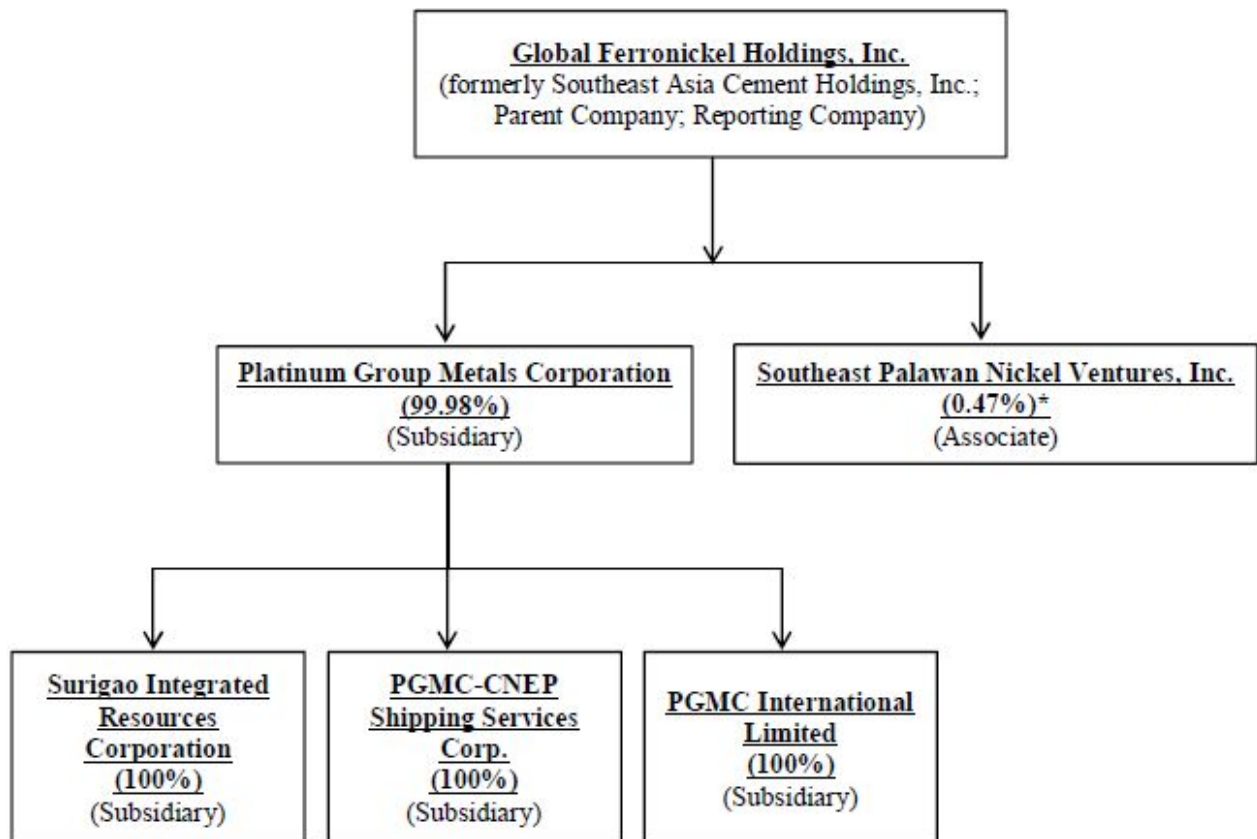 Global Ferronickel Holdings, Inc.
(formerly Southeast Asia Cement Holdings, Inc.;
Parent Company; Reporting Company)
Platinum Group Metals Corporation
(99.98%)
(Subsidiary)
Southeast Palawan Nickel Ventures, Inc.
(0.47%)*
(Associate)
Surigao Integrated
Resources
Corporation
(100%)
(Subsidiary)
PGMC-CNEP
Shipping Services
Corp.
(100%)
(Subsidiary)
PGMC International
Limited
(100%)
(Subsidiary)